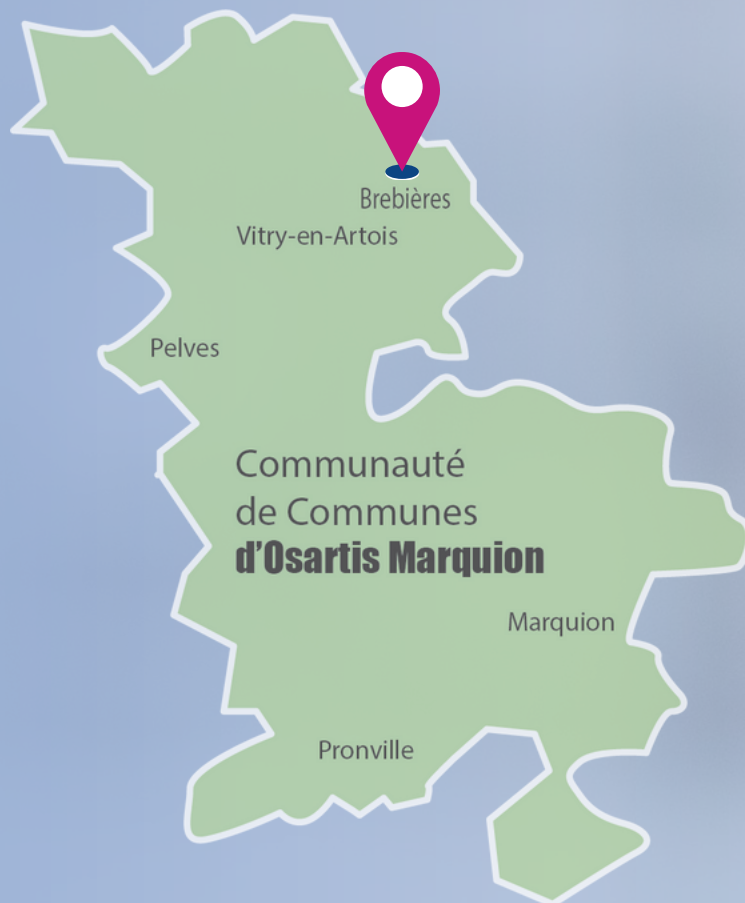 Brebières
Vitry-en-Artois
Pelves
Communauté
de Communes
d'Osartis Marquion
Marquion
Pronville